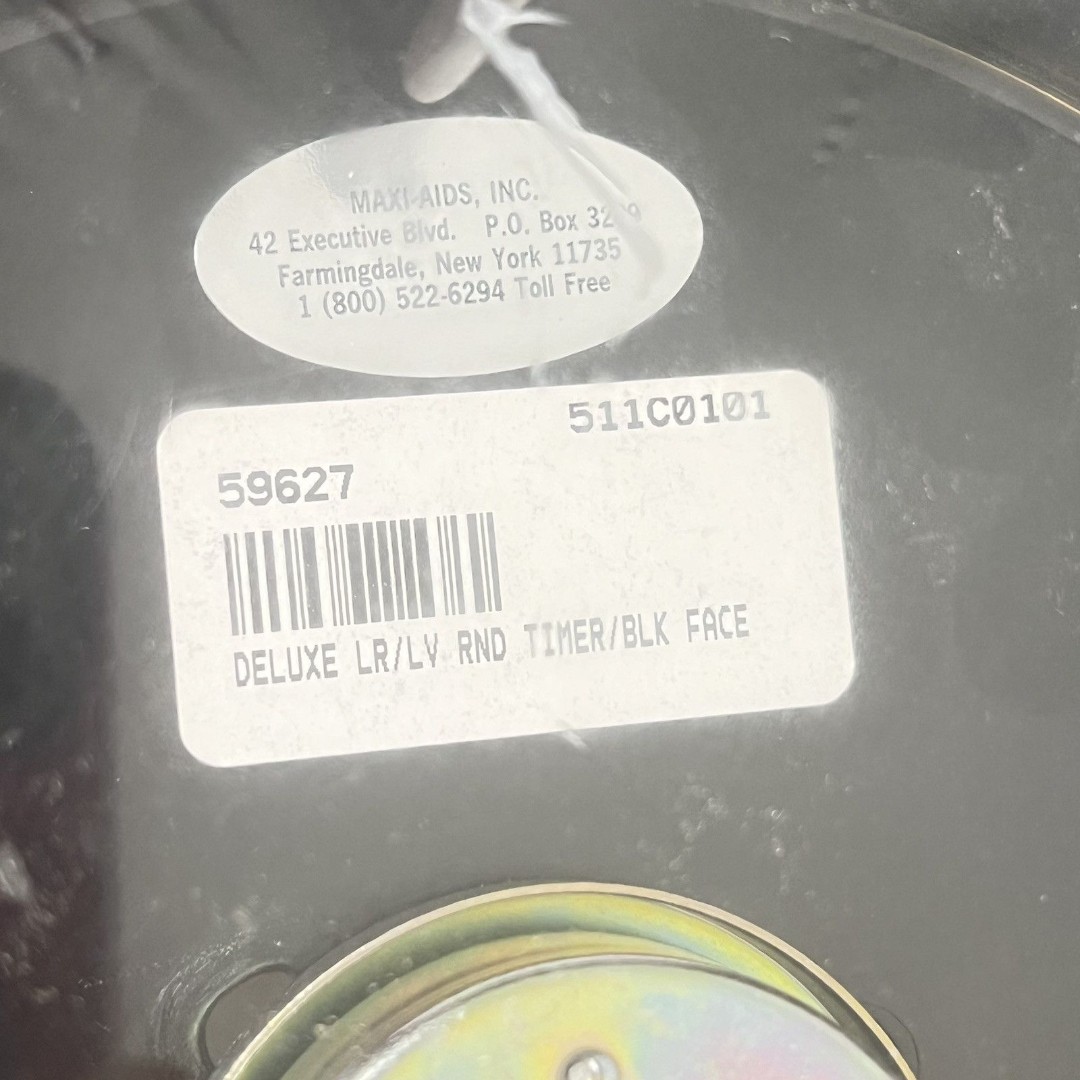 MAXI-AIDS, INC.
42 Executive Blvd. P.O. Box
Farmingdale, New York 11735
1 (800) 522-6294 Toll Free
511C0101
59627
DELUXE LR/LV RND TIMER/BLK FACE